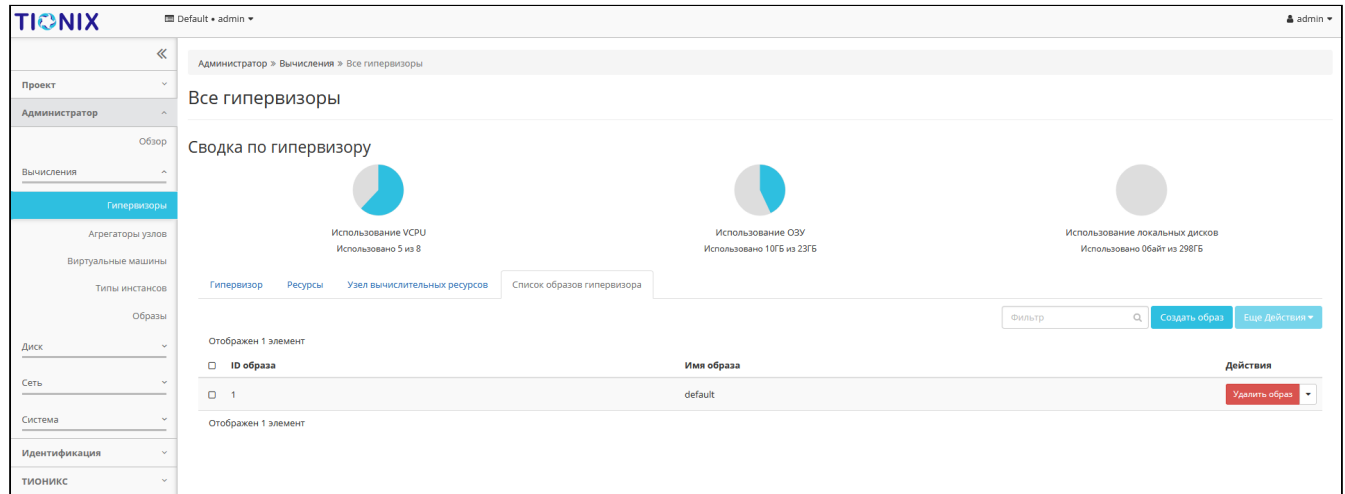 TIONIX
Default • admin
admin
Администратор » Вычисления » Все гипервизоры
Проект
Администратор
Обзор
Вычисления
Гипервизоры
Агрегаторы узлов
Виртуальные машины
Типы инстансов
Образы
Диск
Сеть
Система
Идентификация
ТИОНИКС
Все гипервизоры
Сводка по гипервизору
Использование VCPU
Использовано 5 из 8
Использование ОЗУ
Использовано 10ГБ из 23ГБ
Использование локальных дисков
Использовано 0байт из 298ГБ
Гипервизор Ресурсы Узел вычислительных ресурсов Список образов гипервизора
Фильтр Создать образ Еще Действия
Отображен 1 элемент
ID образа Имя образа Действия
1 default Удалить образ
Отображен 1 элемент